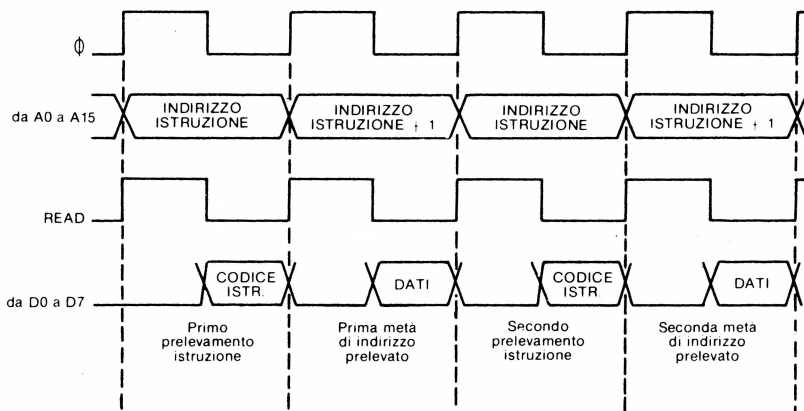 ϕ
da A0 a A15
INDIRIZZO
ISTRUZIONE
INDIRIZZO
ISTRUZIONE + 1
INDIRIZZO
ISTRUZIONE
INDIRIZZO
ISTRUZIONE + 1
READ
da D0 a D7
CODICE
ISTR.
DATI
CODICE
ISTR.
DATI
Primo
prelevamento
istruzione
Prima metà
di indirizzo
prelevato
Secondo
prelevamento
istruzione
Seconda metà
di indirizzo
prelevato